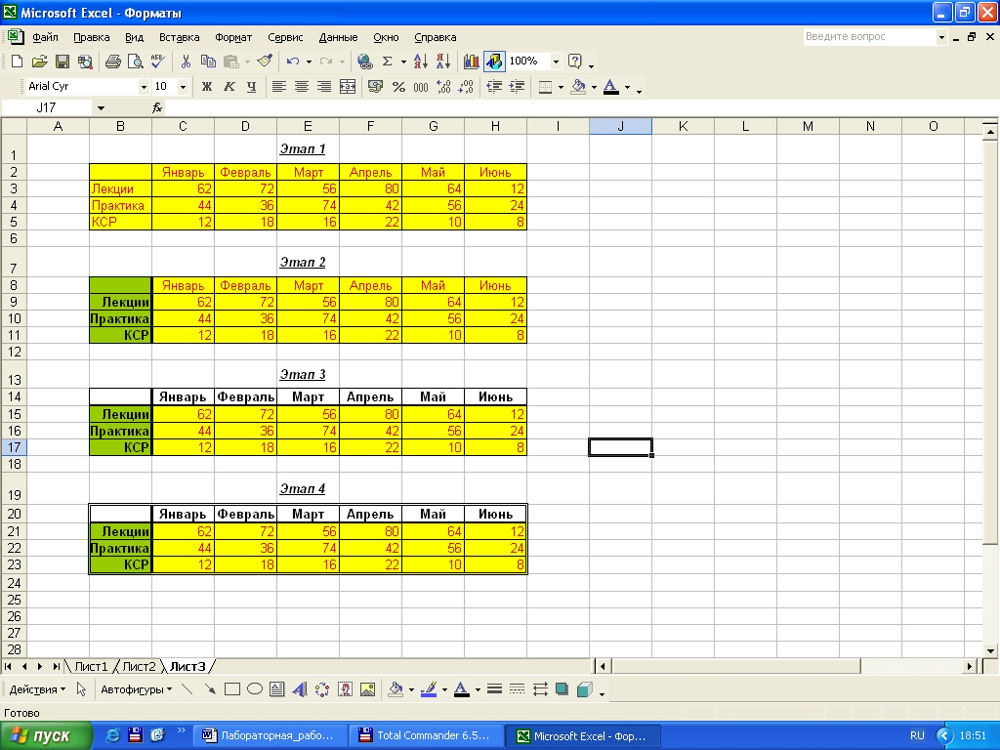 Microsoft Excel - Форматы
Файл Правка Вид Вставка Формат Сервис Данные Окно Справка Введите вопрос
100%
Arial Cyr 10 Ж К Ч % 000
J17 fx
A B C D E F G H I J K L M N O
1 Этап 1
2 Январь Февраль Март Апрель Май Июнь
3 Лекции 62 72 56 80 64 12
4 Практика 44 36 74 42 56 24
5 КСР 12 18 16 22 10 8
6
7 Этап 2
8 Январь Февраль Март Апрель Май Июнь
9 Лекции 62 72 56 80 64 12
10 Практика 44 36 74 42 56 24
11 КСР 12 18 16 22 10 8
12
13 Этап 3
14 Январь Февраль Март Апрель Май Июнь
15 Лекции 62 72 56 80 64 12
16 Практика 44 36 74 42 56 24
17 КСР 12 18 16 22 10 8
18
19 Этап 4
20 Январь Февраль Март Апрель Май Июнь
21 Лекции 62 72 56 80 64 12
22 Практика 44 36 74 42 56 24
23 КСР 12 18 16 22 10 8
24
25
26
27
28
Лист1 Лист2 Лист3
Действия Автофигуры
Готово
пуск Лабораторная_рабо... Total Commander 6.5... Microsoft Excel - Фор... RU 18:51